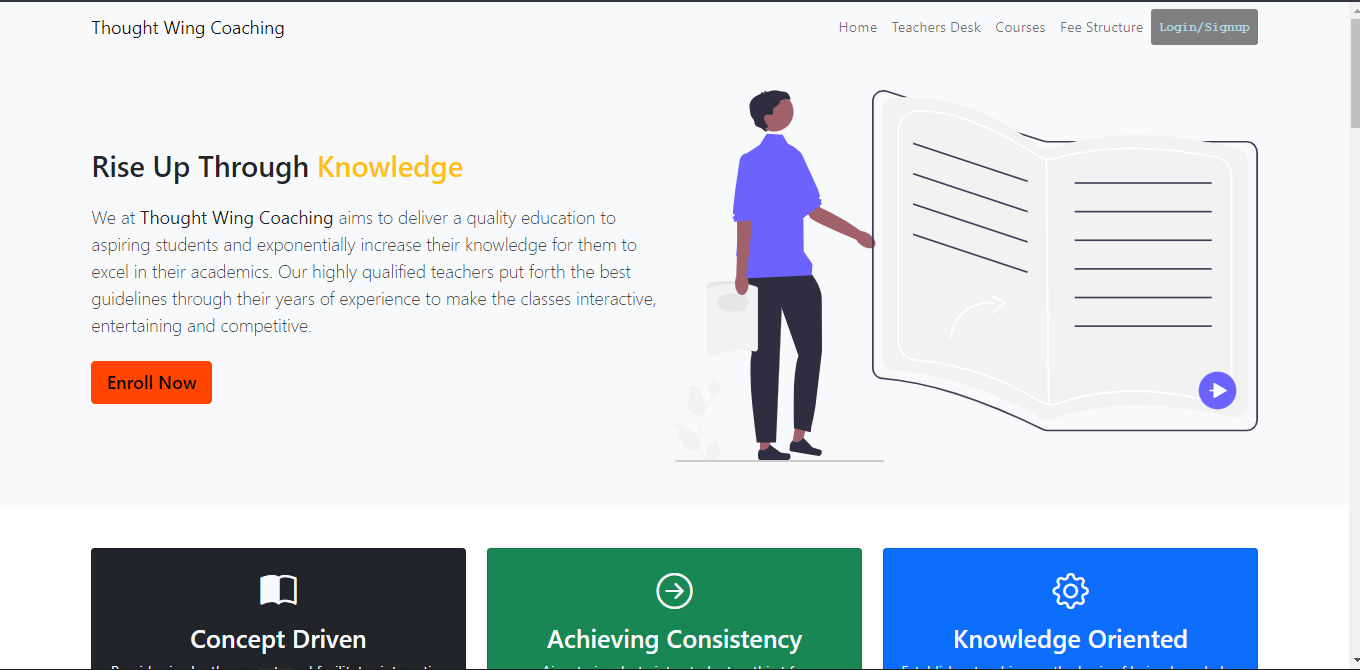 Thought Wing Coaching
Home Teachers Desk Courses Fee Structure Login/Signup
Rise Up Through Knowledge
We at Thought Wing Coaching aims to deliver a quality education to
aspiring students and exponentially increase their knowledge for them to
excel in their academics. Our highly qualified teachers put forth the best
guidelines through their years of experience to make the classes interactive,
entertaining and competitive.
Enroll Now
Concept Driven
Achieving Consistency
Knowledge Oriented